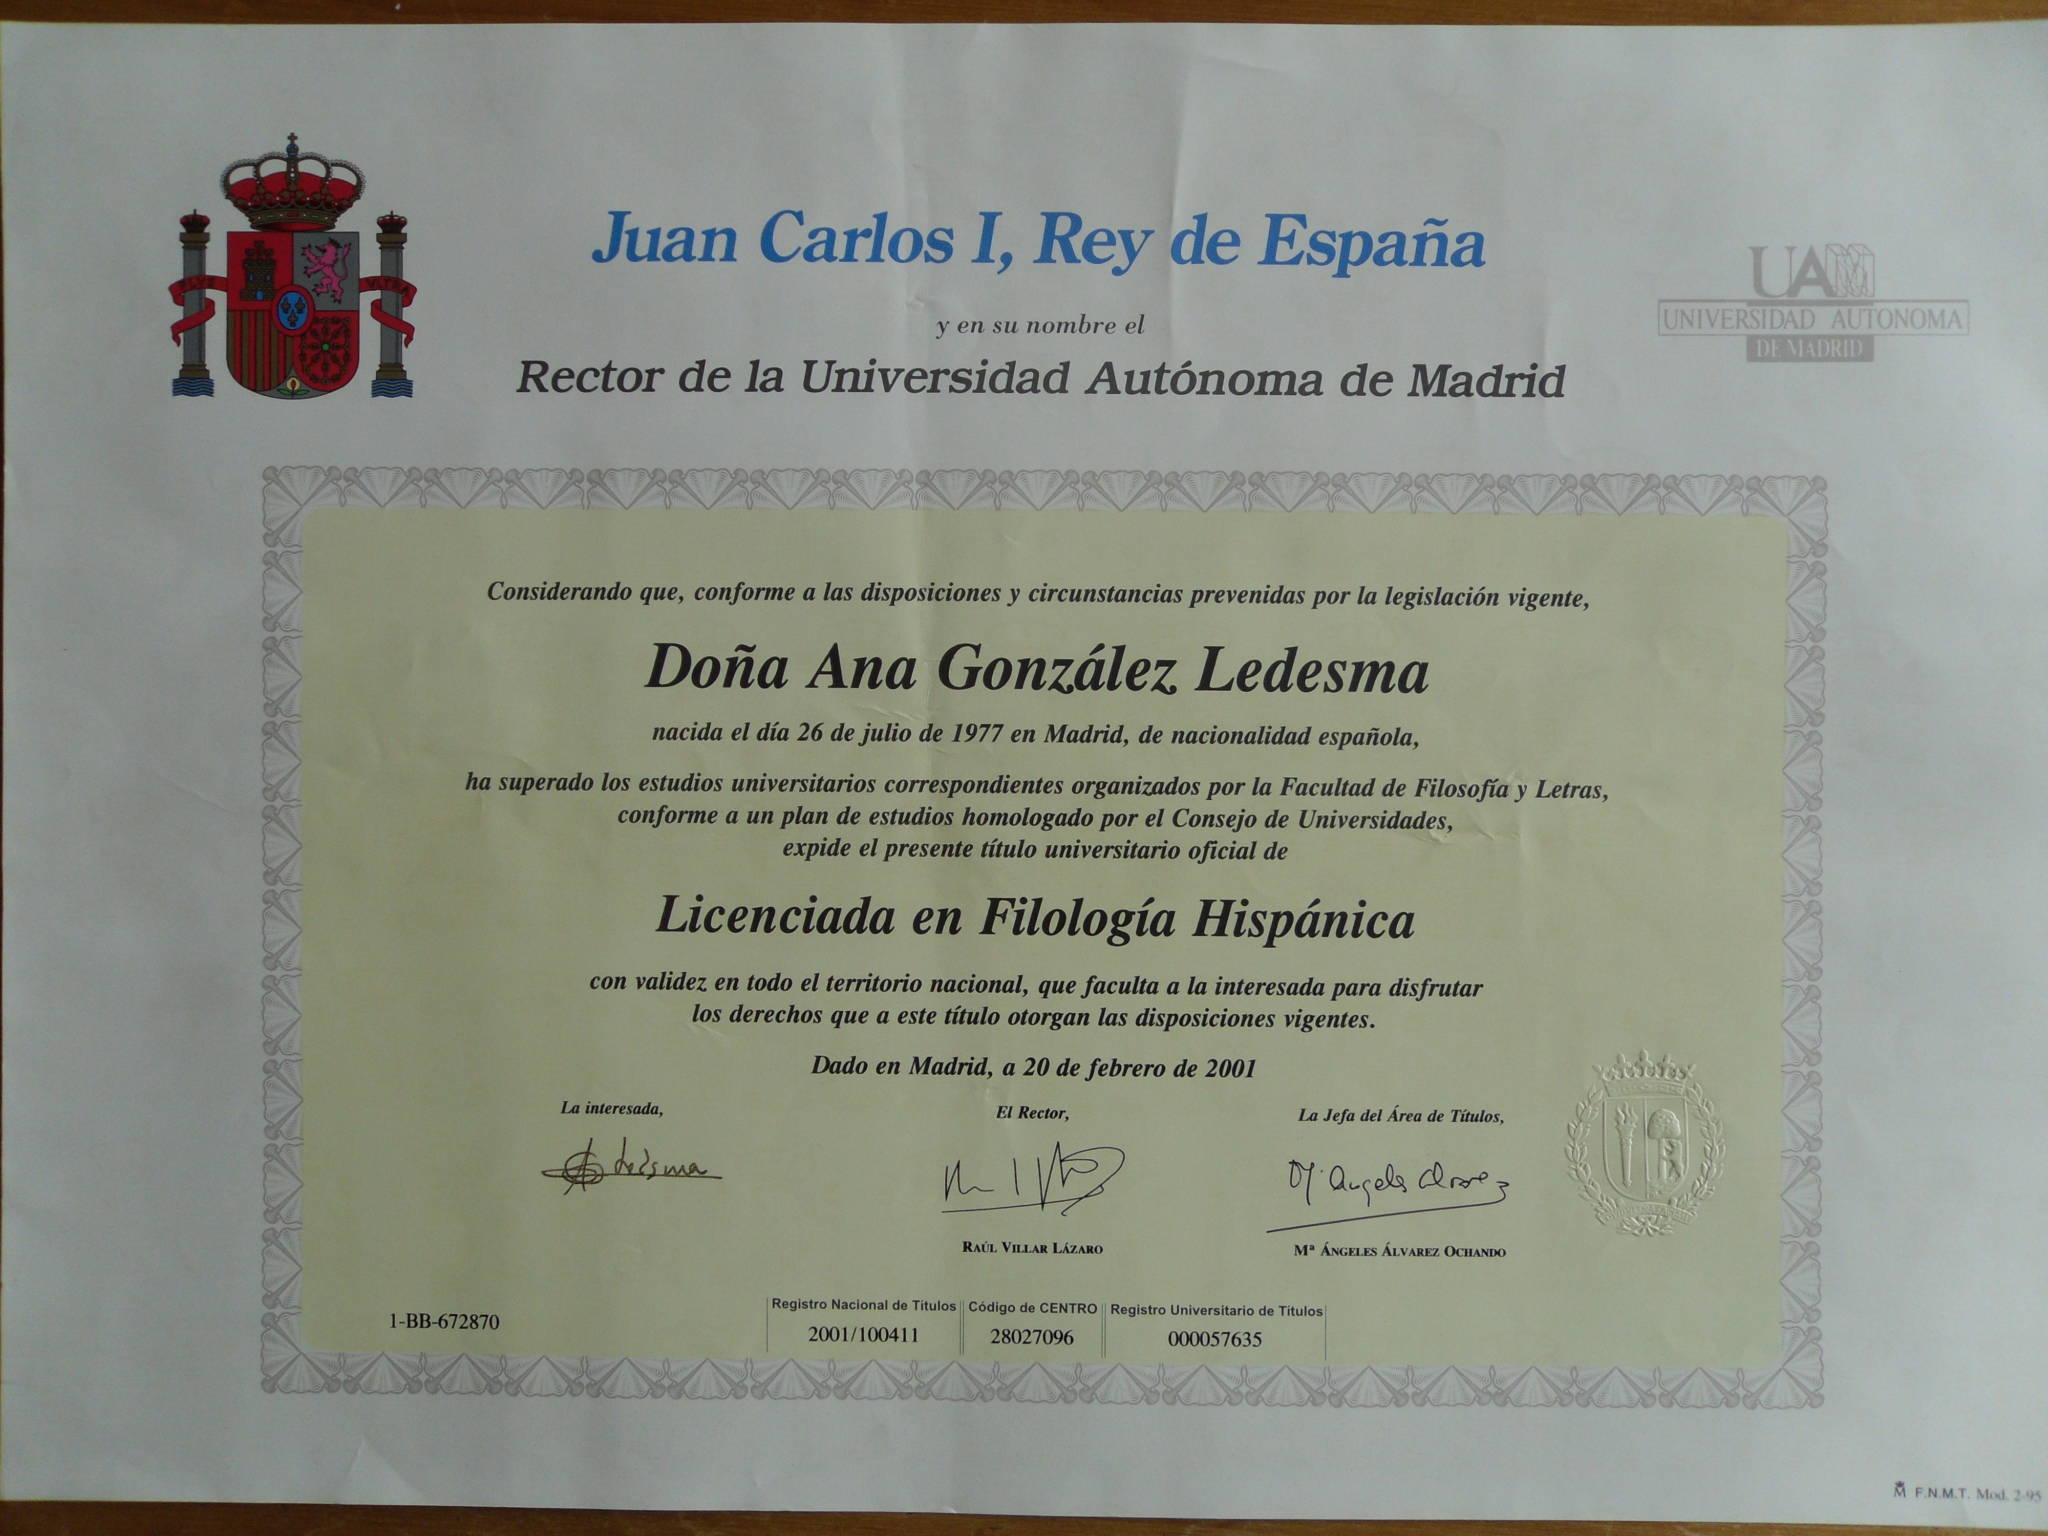 Juan Carlos I, Rey de España
y en su nombre el
Rector de la Universidad Autónoma de Madrid
PLVS VLTRA
UAM
UNIVERSIDAD AUTONOMA
DE MADRID
Considerando que, conforme a las disposiciones y circunstancias prevenidas por la legislación vigente,
Doña Ana González Ledesma
nacida el día 26 de julio de 1977 en Madrid, de nacionalidad española,
ha superado los estudios universitarios correspondientes organizados por la Facultad de Filosofía y Letras,
conforme a un plan de estudios homologado por el Consejo de Universidades,
expide el presente título universitario oficial de
Licenciada en Filología Hispánica
con validez en todo el territorio nacional, que faculta a la interesada para disfrutar
los derechos que a este título otorgan las disposiciones vigentes.
Dado en Madrid, a 20 de febrero de 2001
La interesada,
Ledesma
El Rector,
RAÚL VILLAR LÁZARO
La Jefa del Área de Títulos,
Mª Angeles Alvarez
Mª ÁNGELES ÁLVAREZ OCHANDO
1-BB-672870
Registro Nacional de Títulos
2001/100411
Código de CENTRO
28027096
Registro Universitario de Títulos
000057635
F.N.M.T. Mod. 2-95